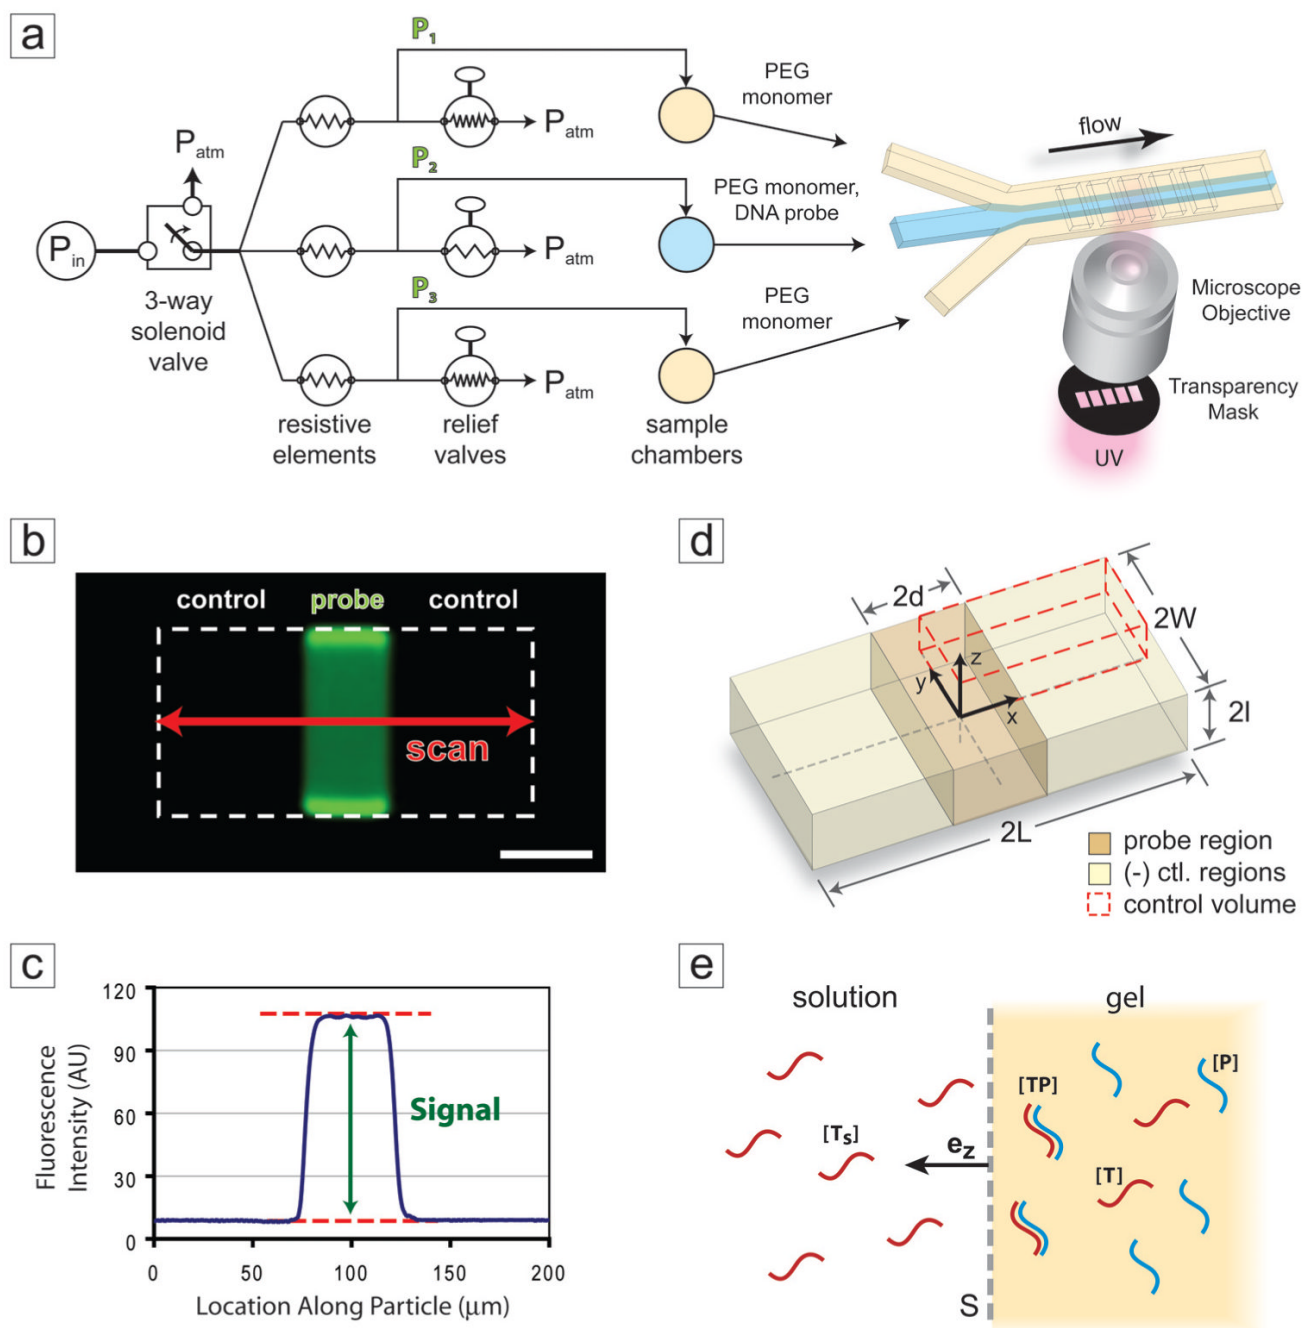 a
P1
P2
P3
Patm
Pin
3-way
solenoid
valve
Patm
Patm
Patm
resistive
elements
relief
valves
sample
chambers
PEG
monomer
PEG monomer,
DNA probe
PEG
monomer
flow
Microscope
Objective
Transparency
Mask
UV
b
control
probe
control
scan
d
2d
2W
2l
2L
z
y
x
probe region
(-) ctl. regions
control volume
c
120
90
60
30
0
0
50
100
150
200
Fluorescence
Intensity (AU)
Signal
Location Along Particle (μm)
e
solution
gel
[TP]
[P]
[Ts]
ez
[T]
S